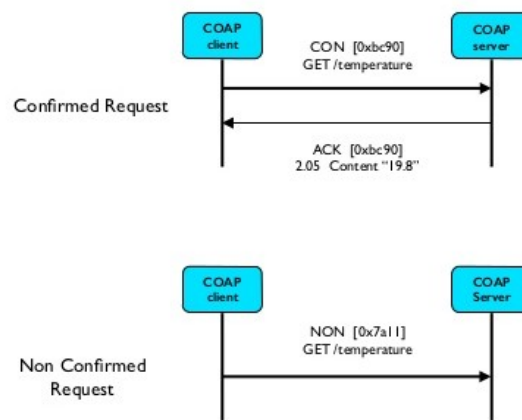 COAP
client
COAP
server
CON [0xbc90]
GET /temperature
Confirmed Request
ACK [0xbc90]
2.05 Content "19.8"
COAP
client
COAP
Server
NON [0x7a11]
GET /temperature
Non Confirmed
Request